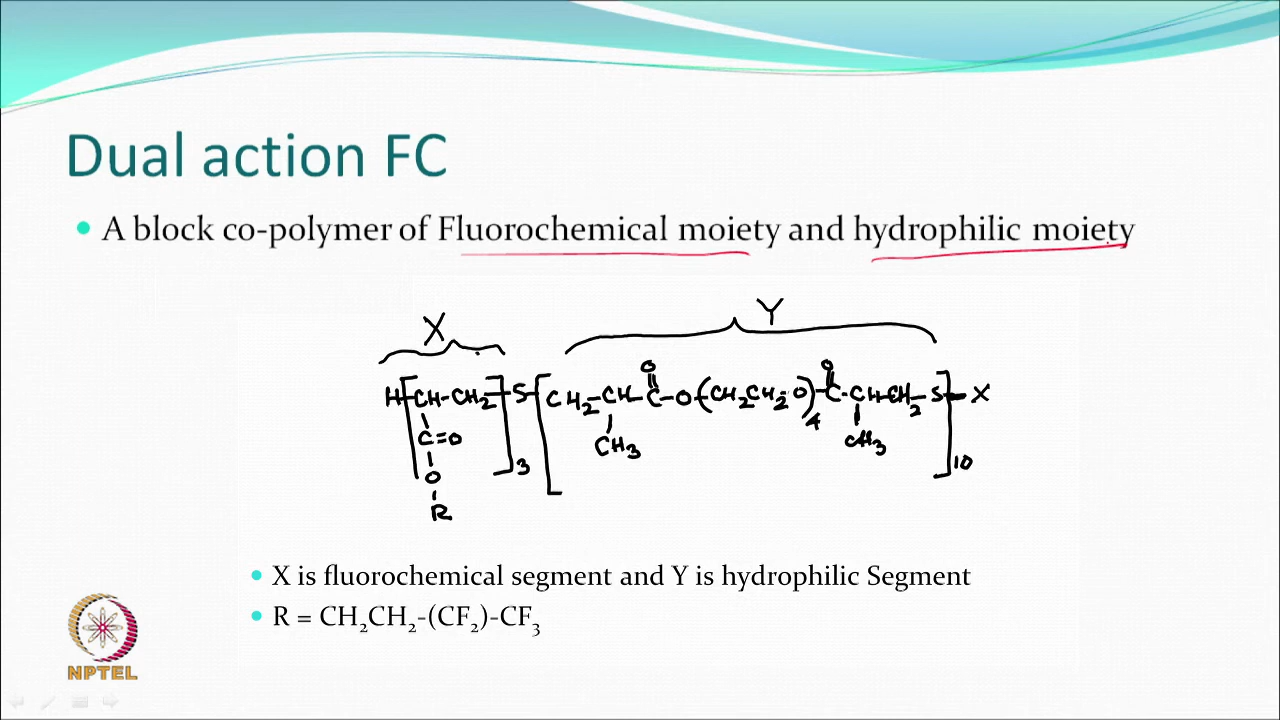 Dual action FC
A block co-polymer of Fluorochemical moiety and hydrophilic moiety
X Y
O O
H[CH-CH₂]₃-S-[CH₂-CH-C-O-(CH₂CH₂-O)₄-C-CH-CH₂-S]₁₀-X
C=O CH₃ CH₃
O
R
X is fluorochemical segment and Y is hydrophilic Segment
R = CH₂CH₂-(CF₂)-CF₃
NPTEL